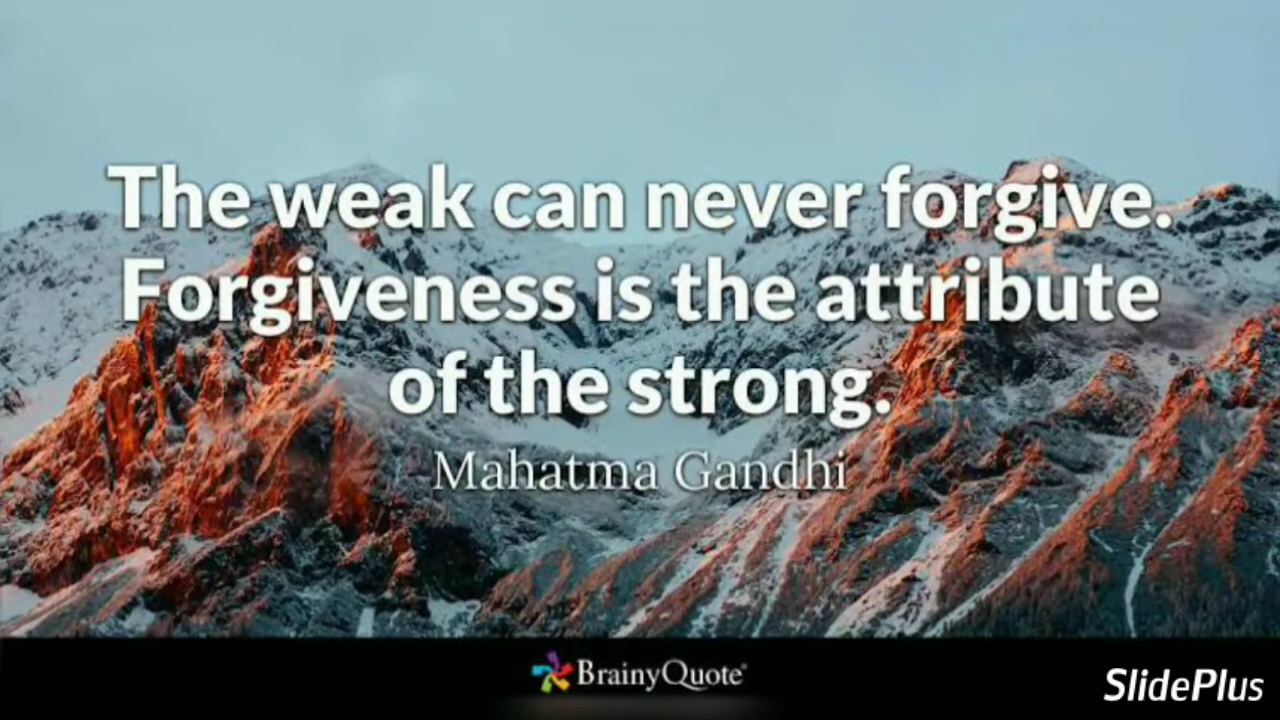 The weak can never forgive.
Forgiveness is the attribute
of the strong.
Mahatma Gandhi
BrainyQuote®
SlidePlus